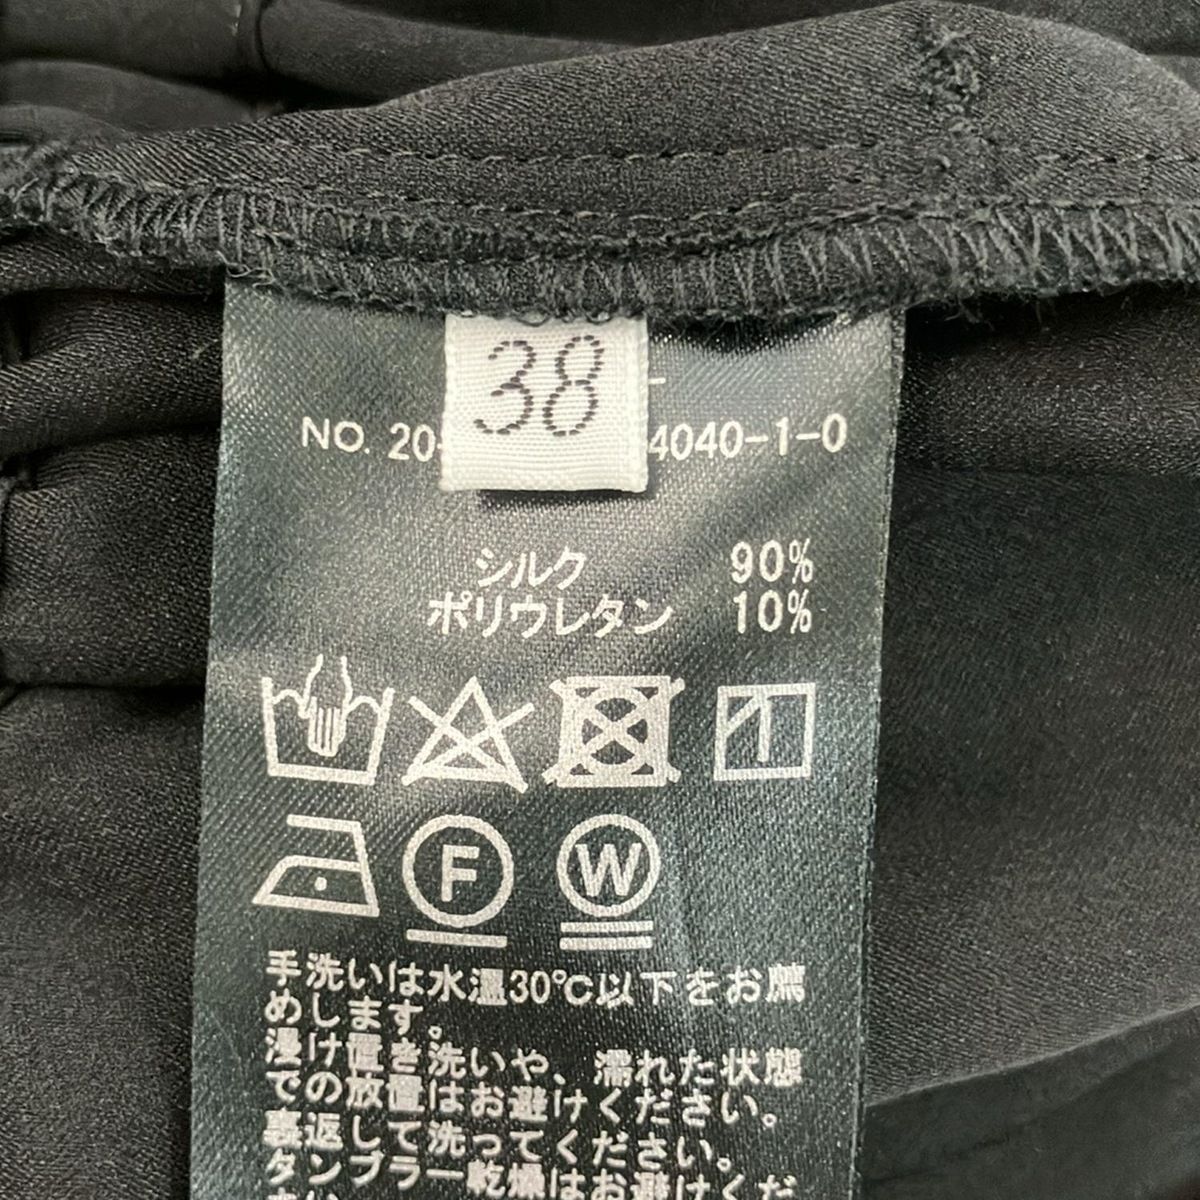 38
-
NO. 20- 4040-1-0
シルク 90%
ポリウレタン 10%
F W
手洗いは水温30℃以下をお薦
めします。
浸け置き洗いや、濡れた状態
での放置はお避けください。
裏返して洗ってください。
タンブラー乾燥はお避けくだ
さい